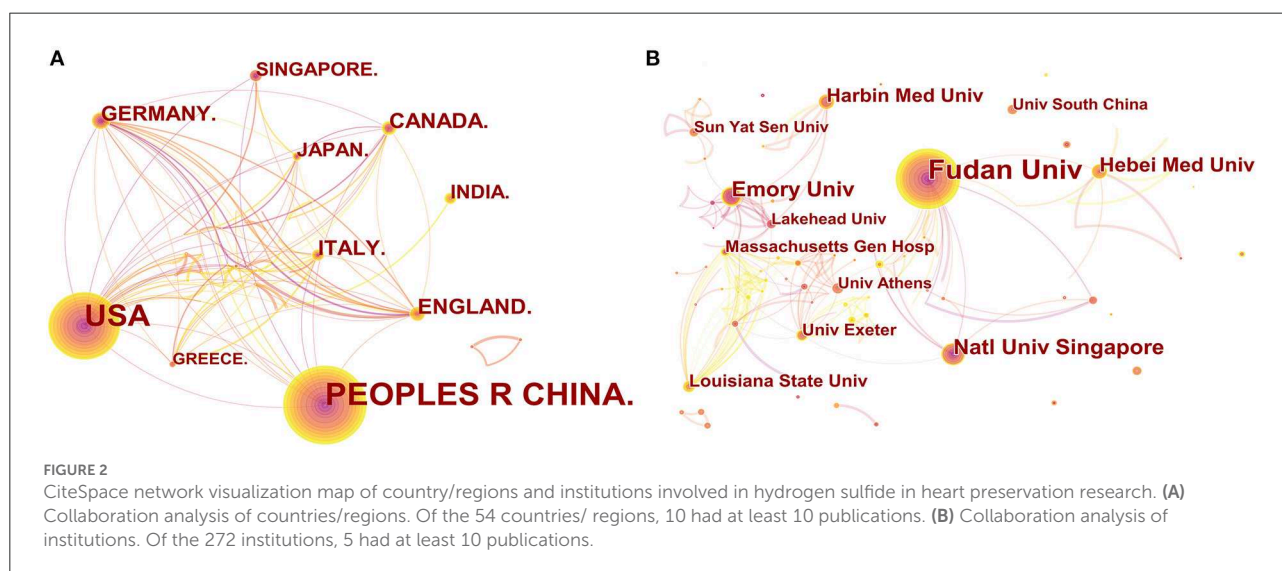 A
SINGAPORE.
GERMANY.
CANADA.
JAPAN.
INDIA.
ITALY.
USA
ENGLAND.
GREECE.
PEOPLES R CHINA.
B
Harbin Med Univ
Univ South China
Sun Yat Sen Univ
Fudan Univ
Hebei Med Univ
Emory Univ
Lakehead Univ
Massachusetts Gen Hosp
Univ Athens
Univ Exeter
Natl Univ Singapore
Louisiana State Univ
FIGURE 2
CiteSpace network visualization map of country/regions and institutions involved in hydrogen sulfide in heart preservation research. (A)
Collaboration analysis of countries/regions. Of the 54 countries/ regions, 10 had at least 10 publications. (B) Collaboration analysis of
institutions. Of the 272 institutions, 5 had at least 10 publications.